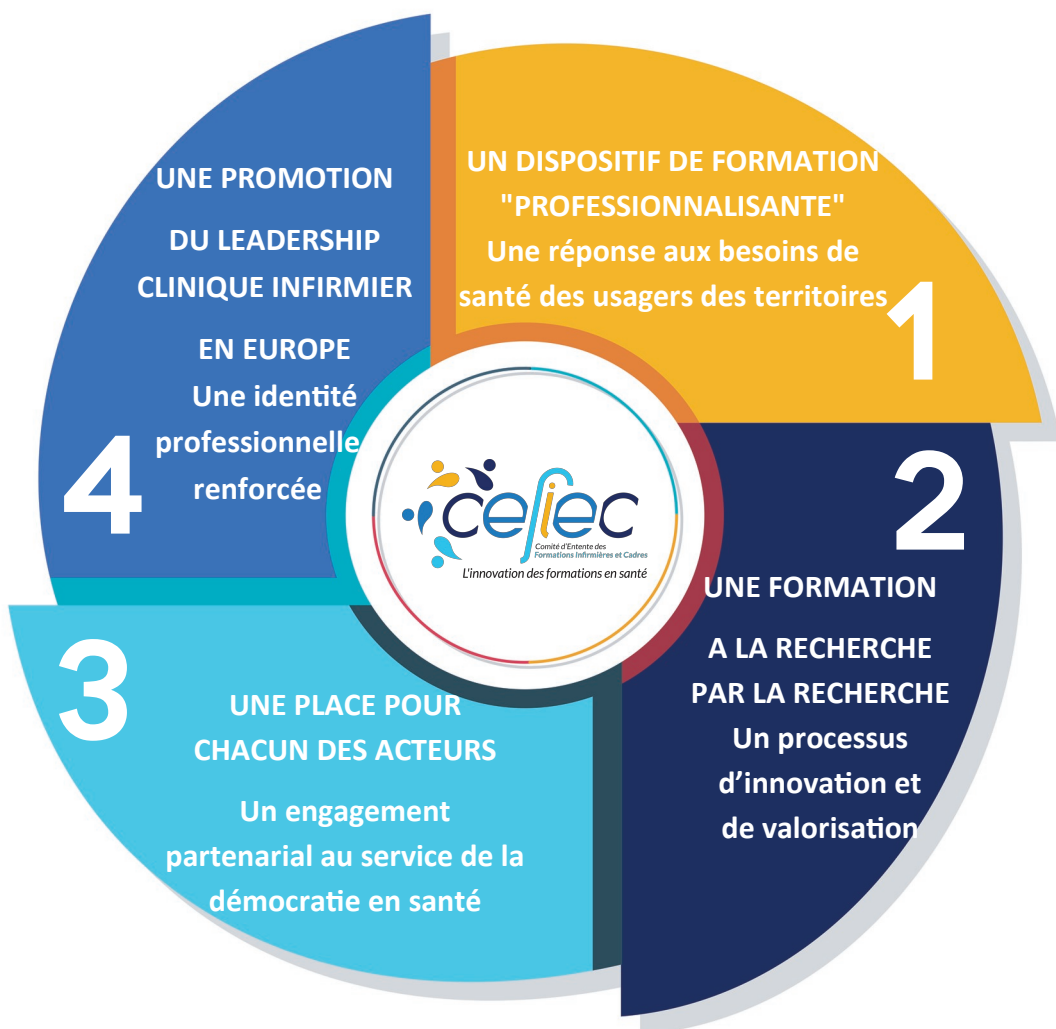 UN DISPOSITIF DE FORMATION
"PROFESSIONNALISANTE"
Une réponse aux besoins de
santé des usagers des territoires
1
2
UNE FORMATION
A LA RECHERCHE
PAR LA RECHERCHE
Un processus
d’innovation et
de valorisation
3
UNE PLACE POUR
CHACUN DES ACTEURS
Un engagement
partenarial au service de la
démocratie en santé
UNE PROMOTION
DU LEADERSHIP
CLINIQUE INFIRMIER
EN EUROPE
Une identité
professionnelle
renforcée
4
cefiec
Comité d'Entente des
Formations Infirmières et Cadres
L'innovation des formations en santé